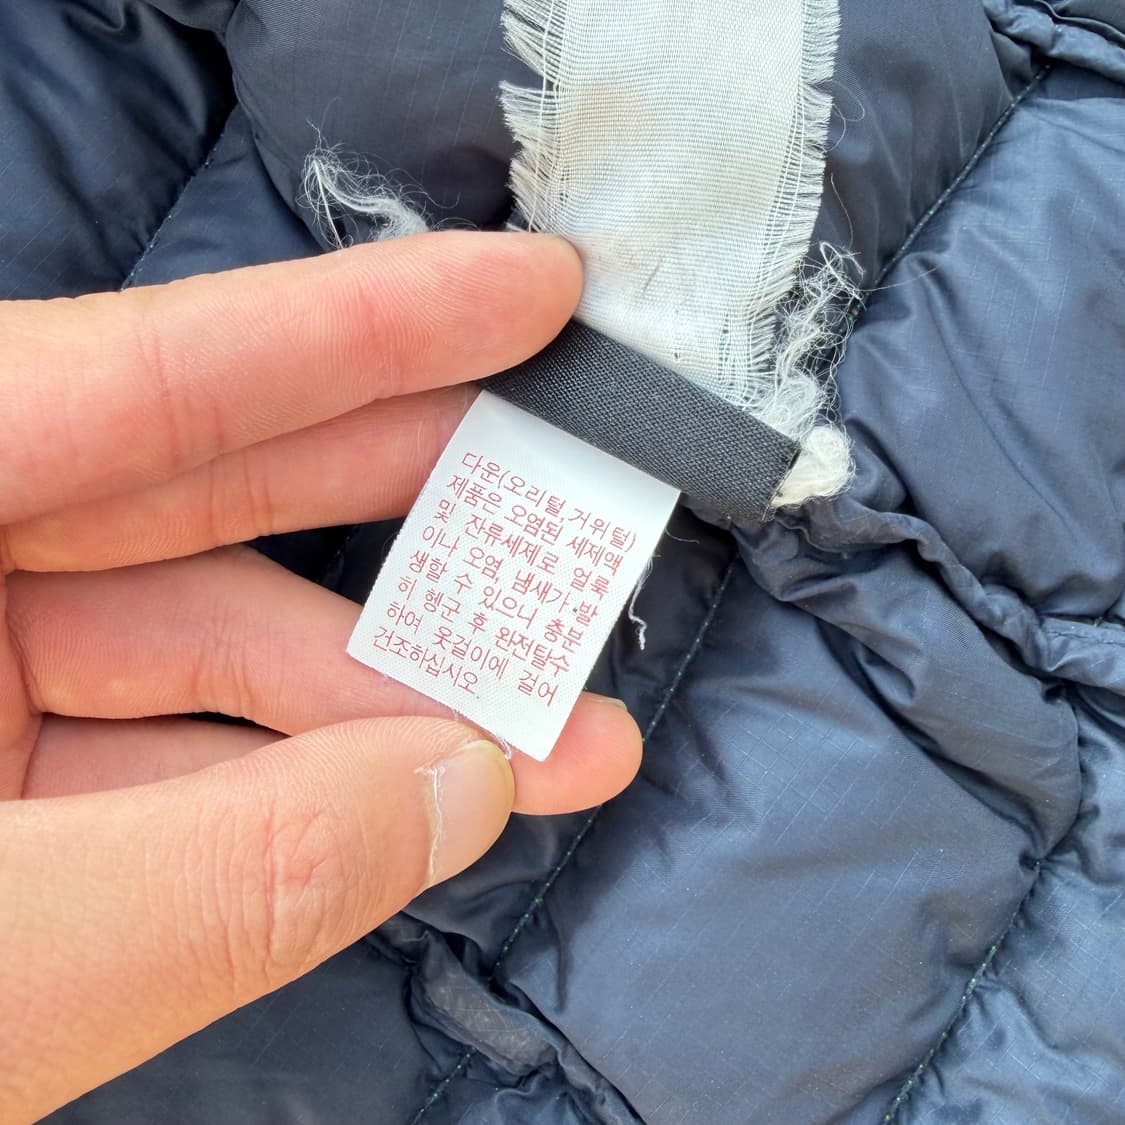 다운(오리털,거위털)
제품은 오염된 세제액
및 잔류세제로 얼룩
이나 오염, 냄새가 발
생할 수 있으니 충분
히 헹군 후 완전탈수
하여 옷걸이에 걸어
건조하십시오